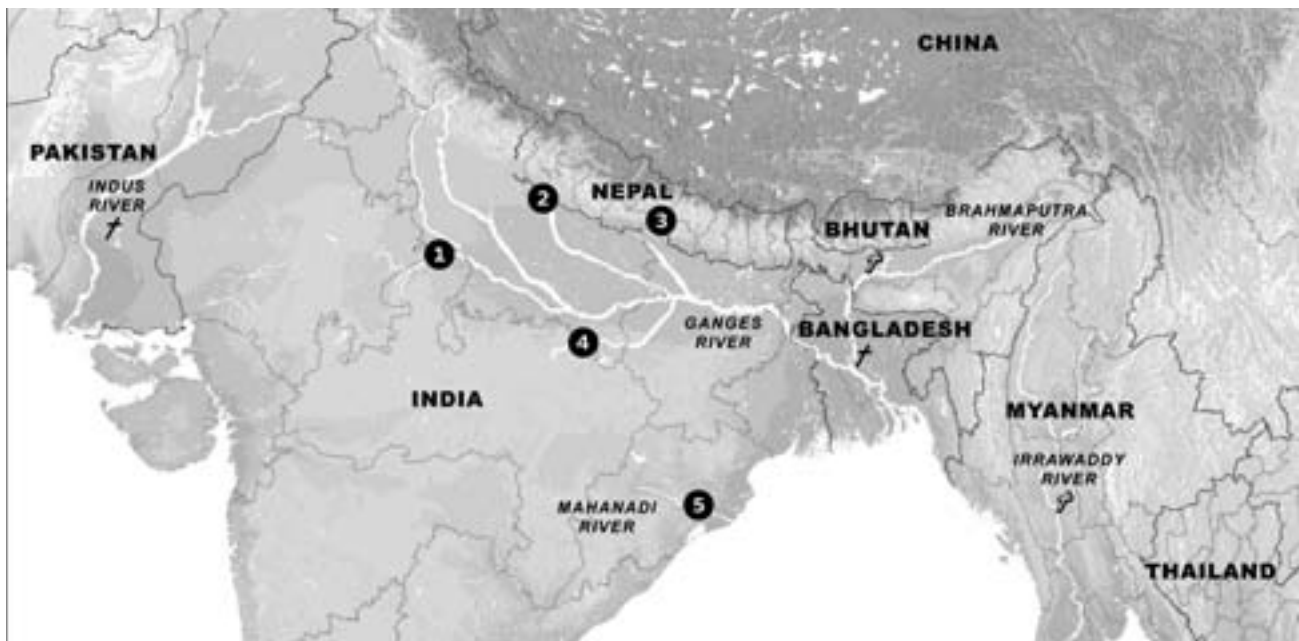 CHINA
PAKISTAN
INDUS
RIVER
2
NEPAL
3
BHUTAN
BRAHMAPUTRA
RIVER
1
GANGES
RIVER
BANGLADESH
4
INDIA
MYANMAR
IRRAWADDY
RIVER
MAHANADI
RIVER
5
THAILAND